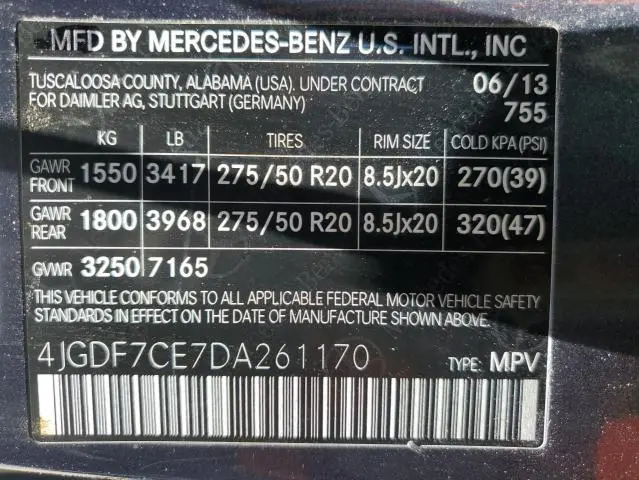 MFD BY MERCEDES-BENZ U.S. INTL., INC
TUSCALOOSA COUNTY, ALABAMA (USA). UNDER CONTRACT 06/13
FOR DAIMLER AG, STUTTGART (GERMANY) 755
KG LB TIRES RIM SIZE COLD KPA(PSI)
GAWR FRONT 1550 3417 275/50 R20 8.5Jx20 270(39)
GAWR REAR 1800 3968 275/50 R20 8.5Jx20 320(47)
GVWR 3250 7165
THIS VEHICLE CONFORMS TO ALL APPLICABLE FEDERAL MOTOR VEHICLE SAFETY
STANDARDS IN EFFECT ON THE DATE OF MANUFACTURE SHOWN ABOVE.
4JGDF7CE7DA261170 TYPE: MPV